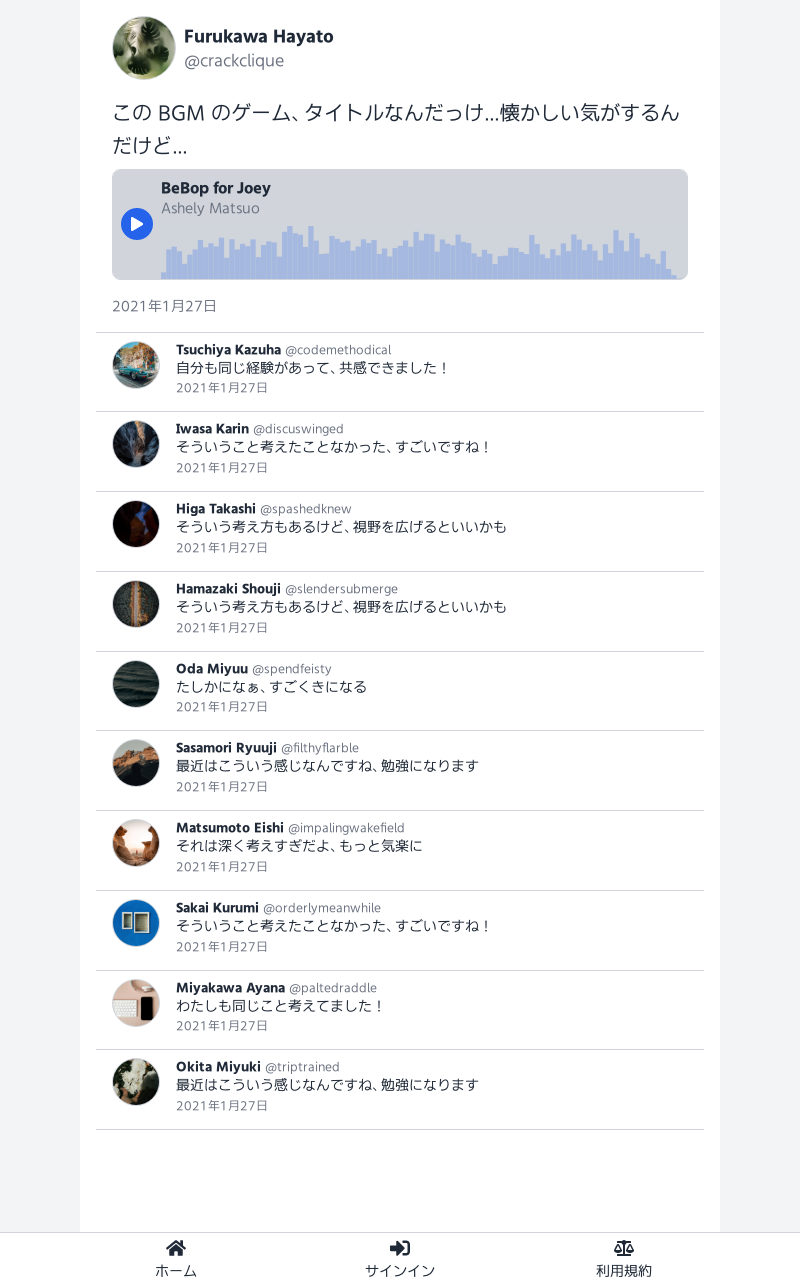 Furukawa Hayato
@crackclique
この BGM のゲーム、タイトルなんだっけ…懐かしい気がするん
だけど…
BeBop for Joey
Ashely Matsuo
2021年1月27日
Tsuchiya Kazuha @codemethodical
自分も同じ経験があって、共感できました！
2021年1月27日
Iwasa Karin @discuswinged
そういうこと考えたことなかった、すごいですね！
2021年1月27日
Higa Takashi @spashedknew
そういう考え方もあるけど、視野を広げるといいかも
2021年1月27日
Hamazaki Shouji @slendersubmerge
そういう考え方もあるけど、視野を広げるといいかも
2021年1月27日
Oda Miyuu @spendfeisty
たしかになぁ、すごくきになる
2021年1月27日
Sasamori Ryuuji @filthyflarble
最近はこういう感じなんですね、勉強になります
2021年1月27日
Matsumoto Eishi @impalingwakefield
それは深く考えすぎだよ、もっと気楽に
2021年1月27日
Sakai Kurumi @orderlymeanwhile
そういうこと考えたことなかった、すごいですね！
2021年1月27日
Miyakawa Ayana @paltedraddle
わたしも同じこと考えてました！
2021年1月27日
Okita Miyuki @triptrained
最近はこういう感じなんですね、勉強になります
2021年1月27日
ホーム
サインイン
利用規約